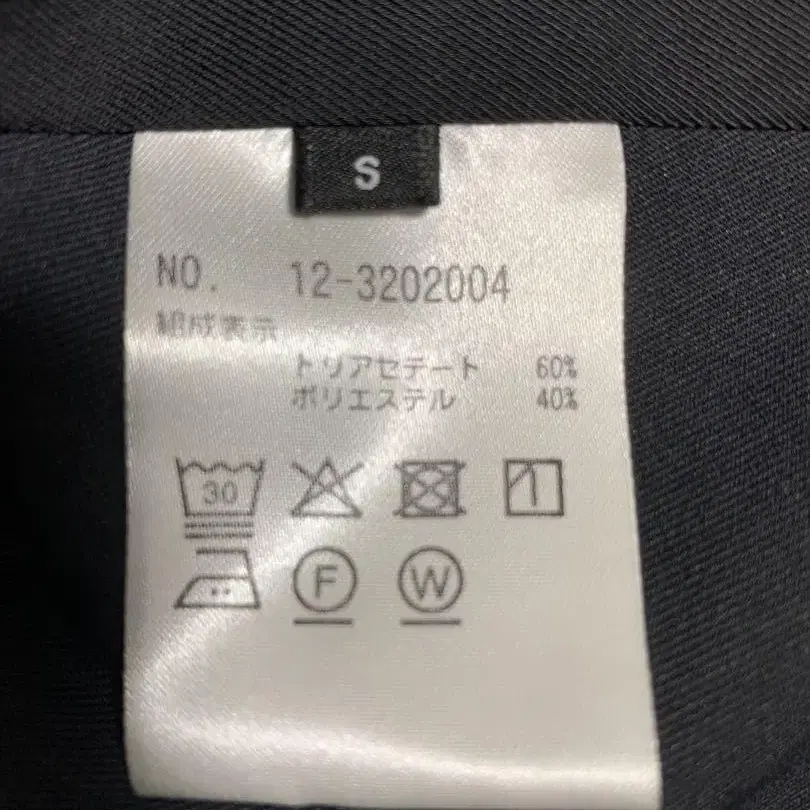 S
NO. 12-3202004
組成表示
トリアセテート 60%
ポリエステル 40%
30
F W